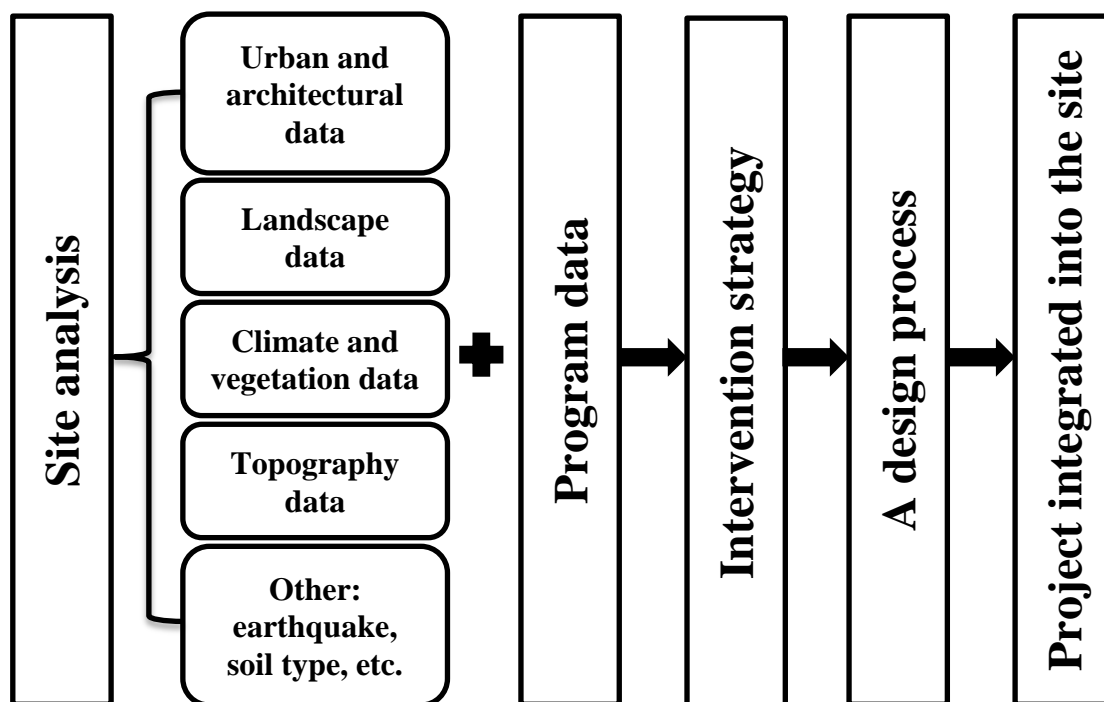 Site analysis
Urban and
architectural
data
Landscape
data
Climate and
vegetation data
Topography
data
Other:
earthquake,
soil type, etc.
Program data
Intervention strategy
A design process
Project integrated into the site